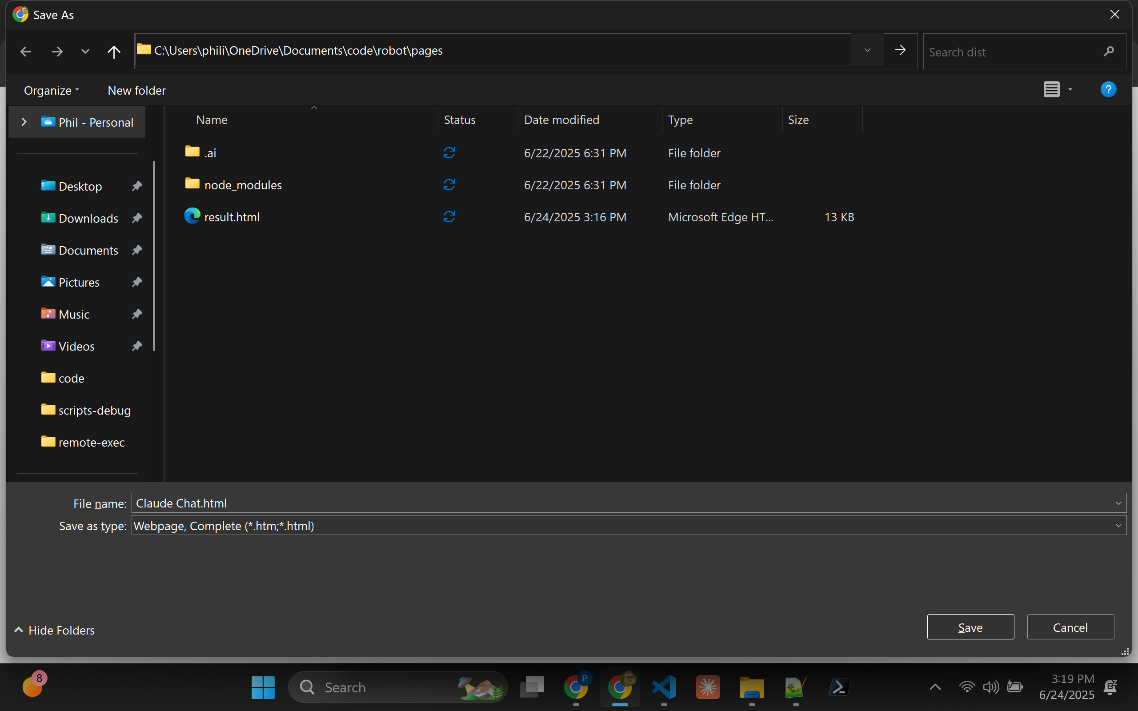 Save As
C:\Users\phili\OneDrive\Documents\code\robot\pages
Search dist
Organize
New folder
Phil - Personal
Desktop
Downloads
Documents
Pictures
Music
Videos
code
scripts-debug
remote-exec
Name Status Date modified Type Size
.ai 6/22/2025 6:31 PM File folder
node_modules 6/22/2025 6:31 PM File folder
result.html 6/24/2025 3:16 PM Microsoft Edge HT... 13 KB
File name: Claude Chat.html
Save as type: Webpage, Complete (*.htm;*.html)
Hide Folders
Save
Cancel
8
Search
P
3:19 PM
6/24/2025